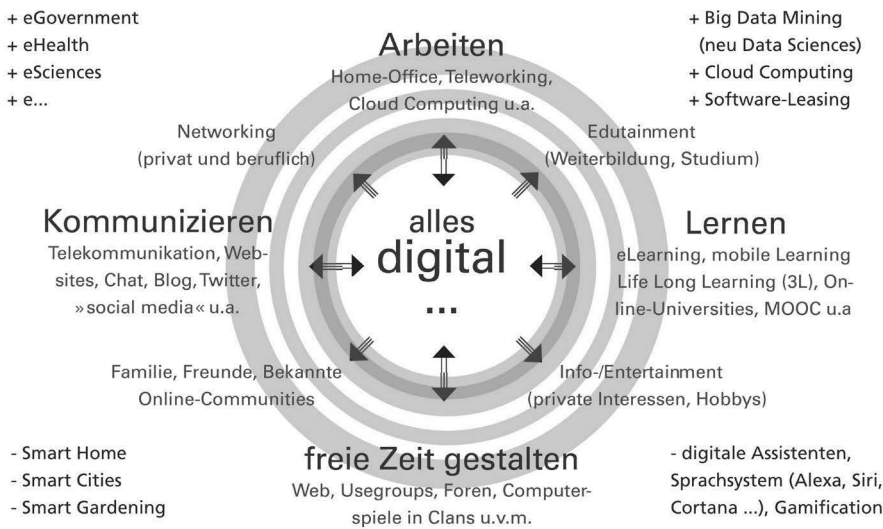 + eGovernment
+ eHealth
+ eSciences
+ e...
+ Big Data Mining
(neu Data Sciences)
+ Cloud Computing
+ Software-Leasing
Arbeiten
Home-Office, Teleworking,
Cloud Computing u.a.
Networking
(privat und beruflich)
Edutainment
(Weiterbildung, Studium)
Kommunizieren
Telekommunikation, Web-
sites, Chat, Blog, Twitter,
»social media« u.a.
alles
digital
...
Lernen
eLearning, mobile Learning
Life Long Learning (3L), On-
line-Universities, MOOC u.a
Familie, Freunde, Bekannte
Online-Communities
Info-/Entertainment
(private Interessen, Hobbys)
- Smart Home
- Smart Cities
- Smart Gardening
freie Zeit gestalten
Web, Usegroups, Foren, Computer-
spiele in Clans u.v.m.
- digitale Assistenten,
Sprachsystem (Alexa, Siri,
Cortana ...), Gamification